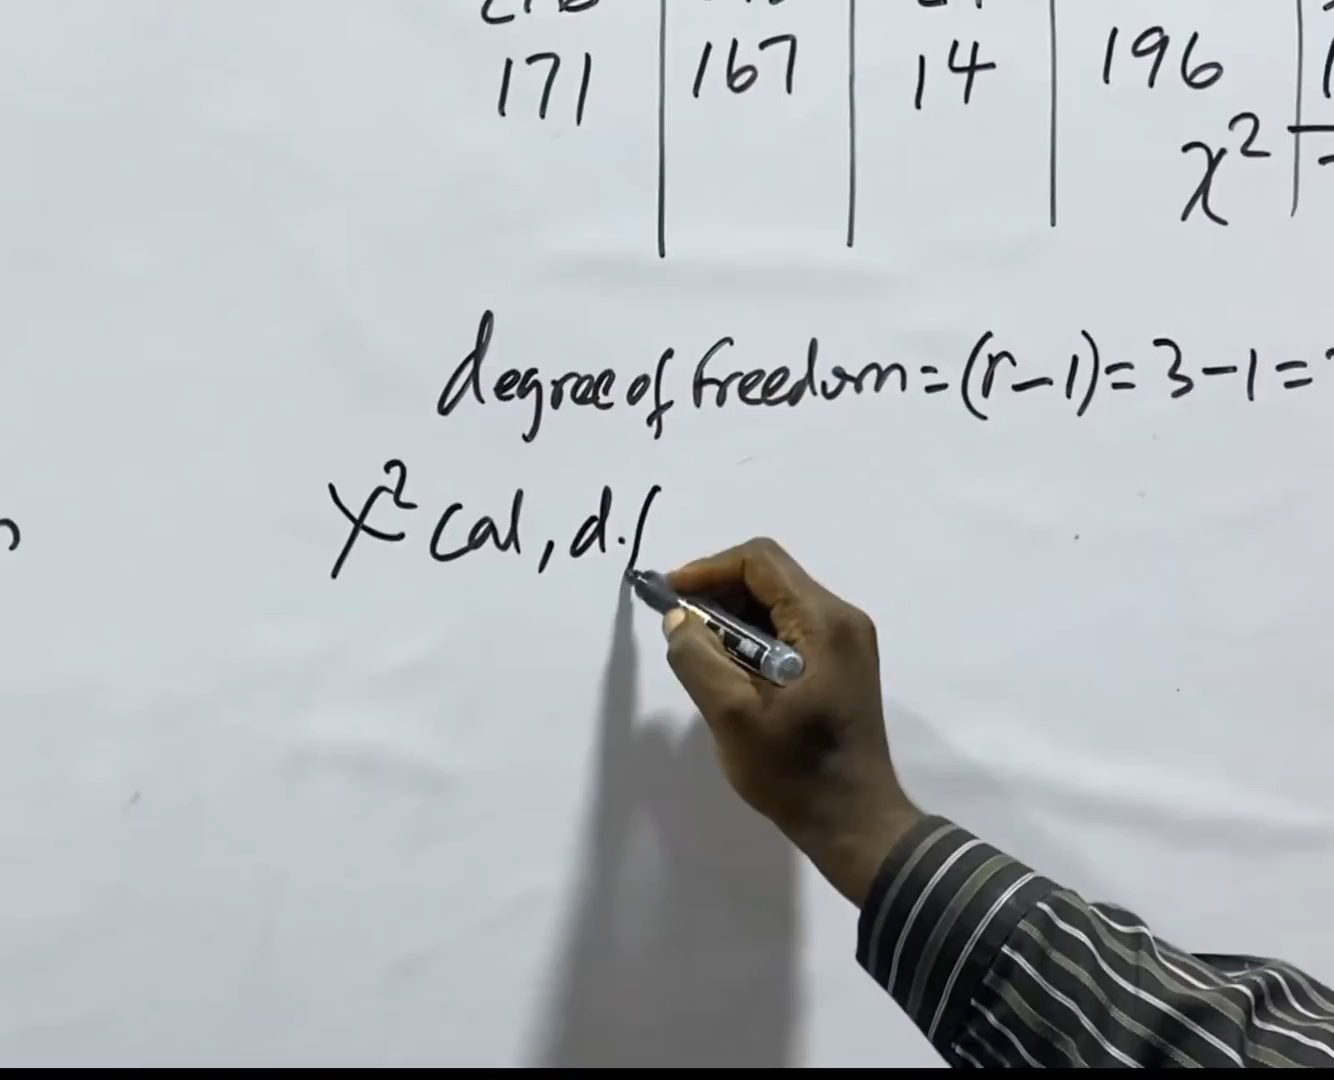 171 167 14 196
χ²
degree of freedom = (r-1) = 3-1 =
χ² Cal, d.f